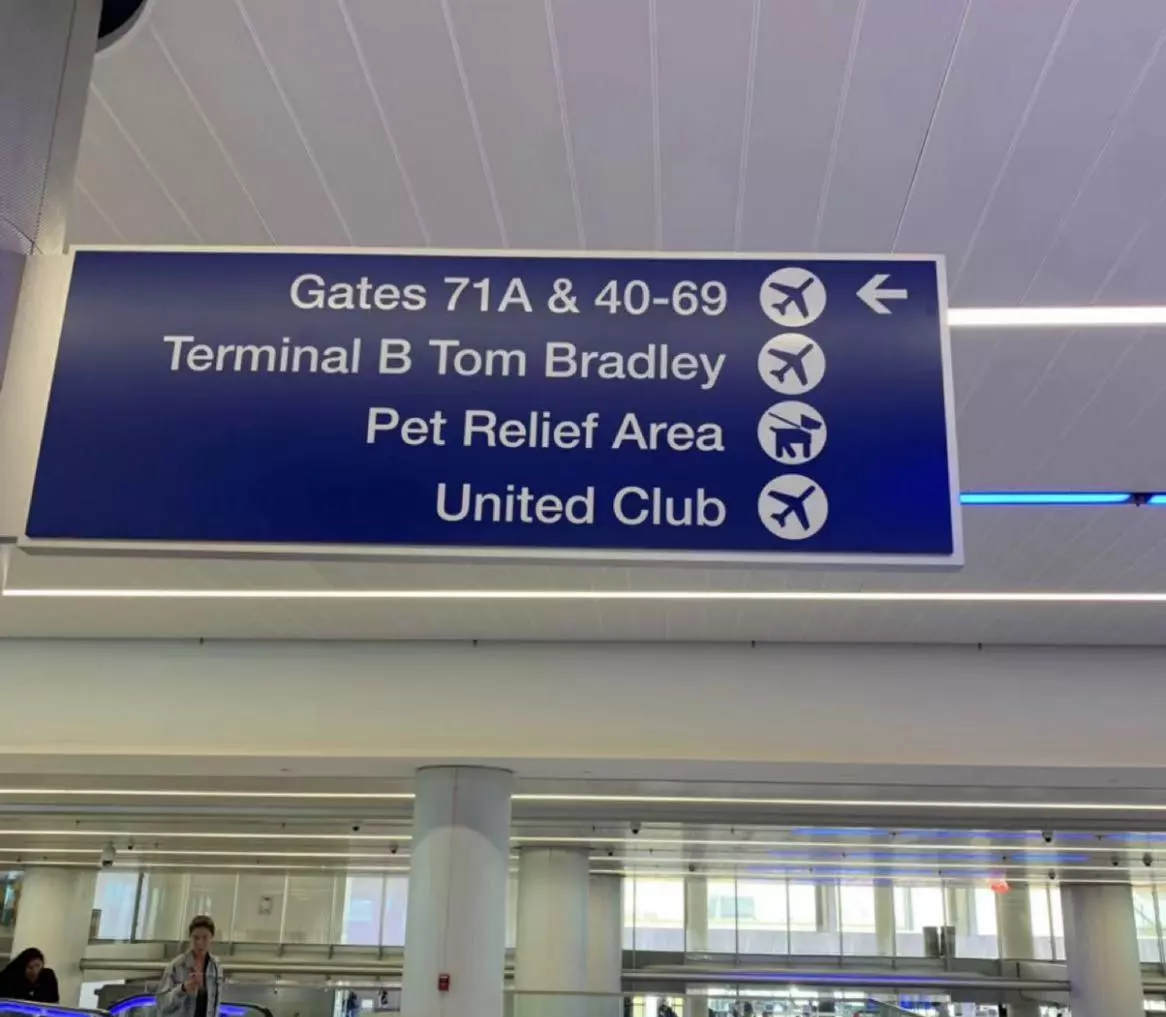 Gates 71A & 40-69
Terminal B Tom Bradley
Pet Relief Area
United Club